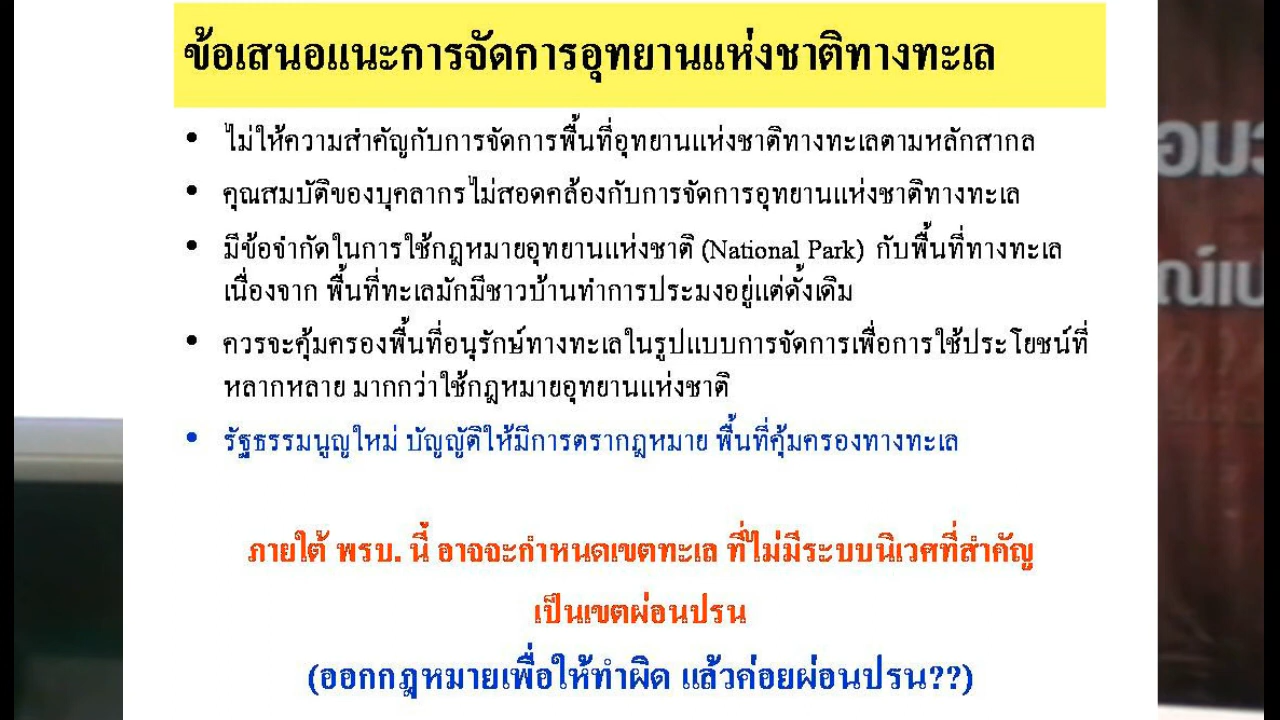 ข้อเสนอแนะการจัดการอุทยานแห่งชาติทางทะเล
• ไม่ให้ความสำคัญกับการจัดการพื้นที่อุทยานแห่งชาติทางทะเลตามหลักสากล
• คุณสมบัติของบุคลากรไม่สอดคล้องกับการจัดการอุทยานแห่งชาติทางทะเล
• มีข้อจำกัดในการใช้กฎหมายอุทยานแห่งชาติ (National Park) กับพื้นที่ทางทะเล
เนื่องจาก พื้นที่ทะเลมักมีชาวบ้านทำการประมงอยู่แต่ดั้งเดิม
• ควรจะคุ้มครองพื้นที่อนุรักษ์ทางทะเลในรูปแบบการจัดการเพื่อการใช้ประโยชน์ที่
หลากหลาย มากกว่าใช้กฎหมายอุทยานแห่งชาติ
• รัฐธรรมนูญใหม่ บัญญัติให้มีการตรากฎหมาย พื้นที่คุ้มครองทางทะเล
ภายใต้ พรบ. นี้ อาจจะกำหนดเขตทะเล ที่ไม่มีระบบนิเวศที่สำคัญ
เป็นเขตผ่อนปรน
(ออกกฎหมายเพื่อให้ทำผิด แล้วค่อยผ่อนปรน??)